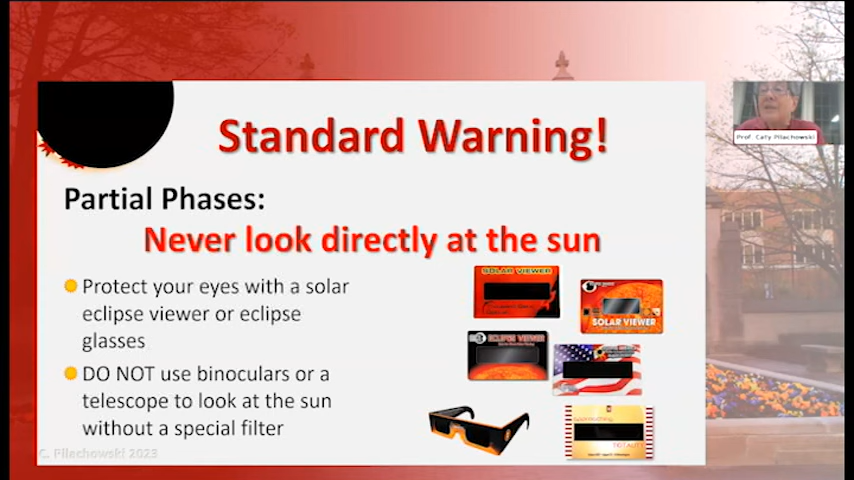 Standard Warning!
Prof. Caty Pilachowski
Partial Phases:
Never look directly at the sun
Protect your eyes with a solar
eclipse viewer or eclipse
glasses
DO NOT use binoculars or a
telescope to look at the sun
without a special filter
SOLAR VIEWER
SOLAR VIEWER
ECLIPSE VIEWER
TOTALITY
C. Pilachowski 2023